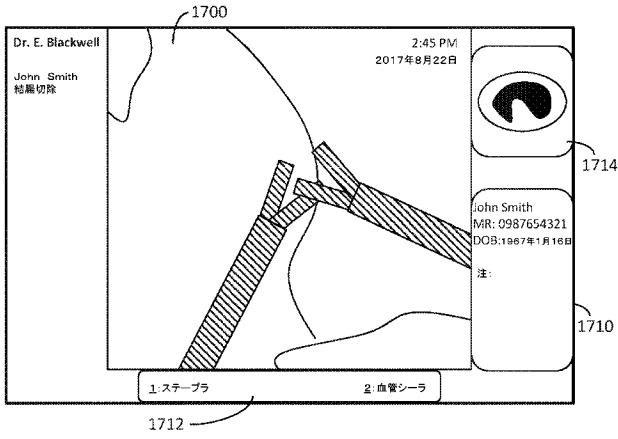 1700
Dr. E. Blackwell
John Smith
結腸切除
2:45 PM
2017年8月22日
1714
John Smith
MR: 0987654321
DOB:1967年1月16日
注:
1710
1:ステープラ
2:血管シーラ
1712